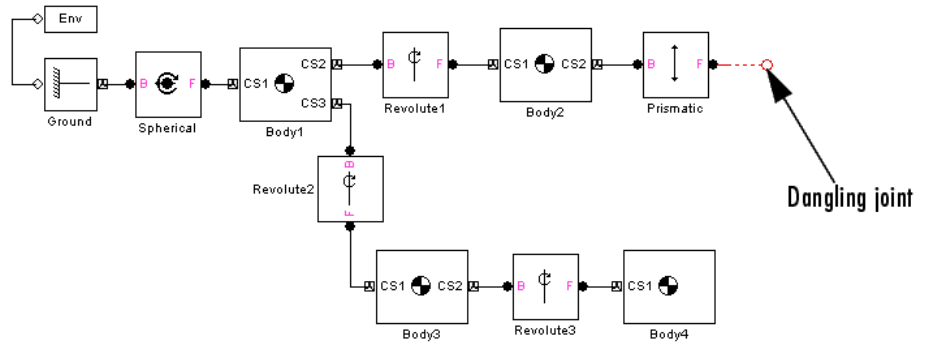 Env
Ground
B F
Spherical
CS1 CS2
CS3
Body1
B F
Revolute1
CS1 CS2
Body2
B F
Prismatic
Dangling joint
B
Revolute2
F
CS1 CS2
Body3
B F
Revolute3
CS1
Body4